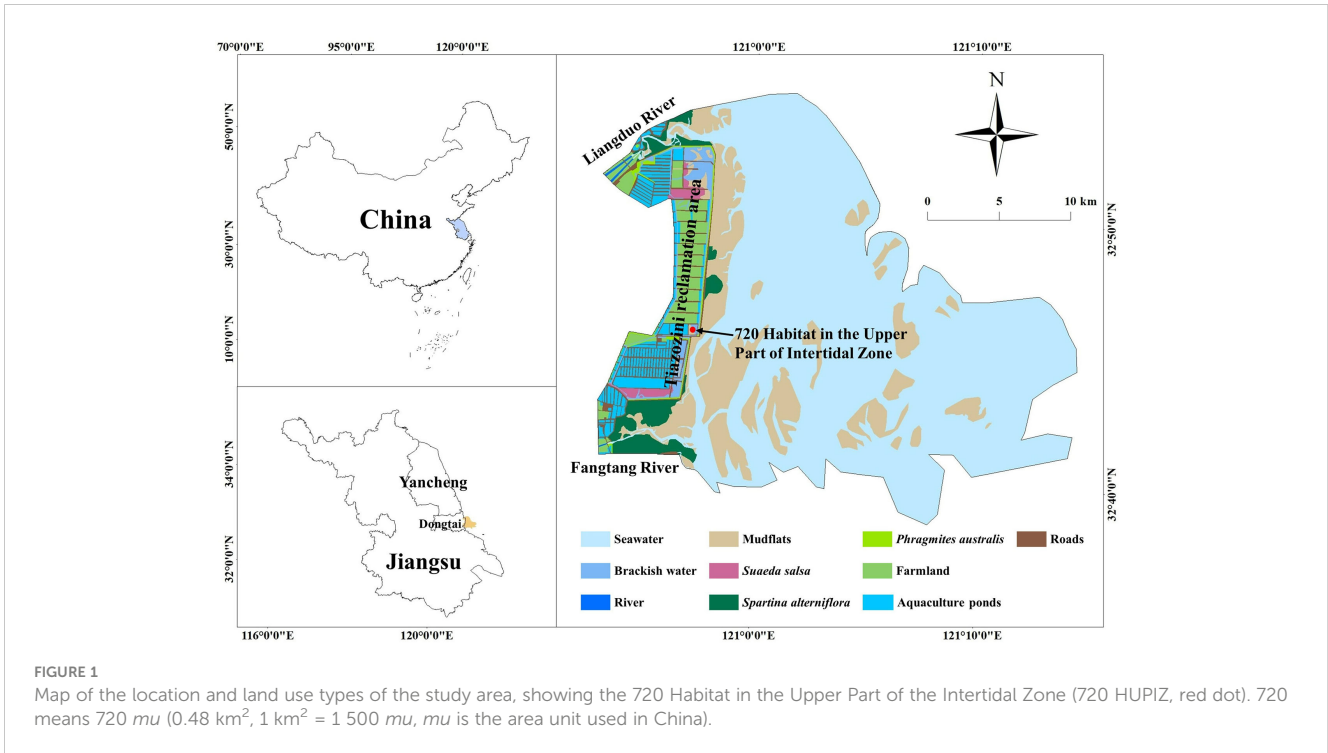 70°0'0"E
95°0'0"E
120°0'0"E
121°0'0"E
121°10'0"E
50°0'0"N
30°0'0"N
10°0'0"N
China
34°0'0"N
32°0'0"N
Yancheng
Dongtai
Jiangsu
116°0'0"E
120°0'0"E
N
0 5 10 km
Liangduo River
Tiazozini reclamation area
720 Habitat in the Upper
Part of Intertidal Zone
Fangtang River
32°50'0"N
32°40'0"N
Seawater
Mudflats
Phragmites australis
Roads
Brackish water
Suaeda salsa
Farmland
River
Spartina alterniflora
Aquaculture ponds
121°0'0"E
121°10'0"E
FIGURE 1
Map of the location and land use types of the study area, showing the 720 Habitat in the Upper Part of the Intertidal Zone (720 HUPIZ, red dot). 720
means 720 mu (0.48 km², 1 km² = 1 500 mu, mu is the area unit used in China).